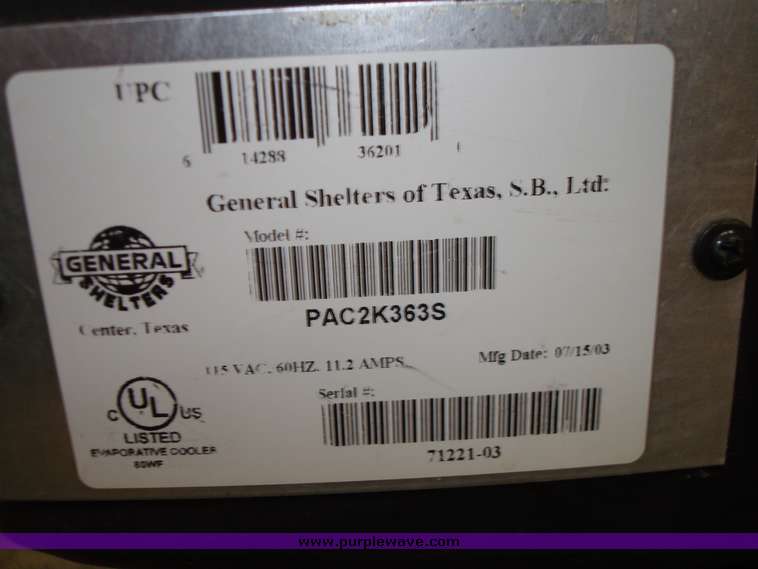 UPC
6 14288 36201 1
General Shelters of Texas, S.B., Ltd.
Model #:
GENERAL
SHELTERS
PAC2K363S
Center, Texas
115 VAC. 60HZ. 11.2 AMPS.
Mfg Date: 07/15/03
Serial #:
C UL US
LISTED
EVAPORATIVE COOLER
80WF
71221-03
www.purplewave.com